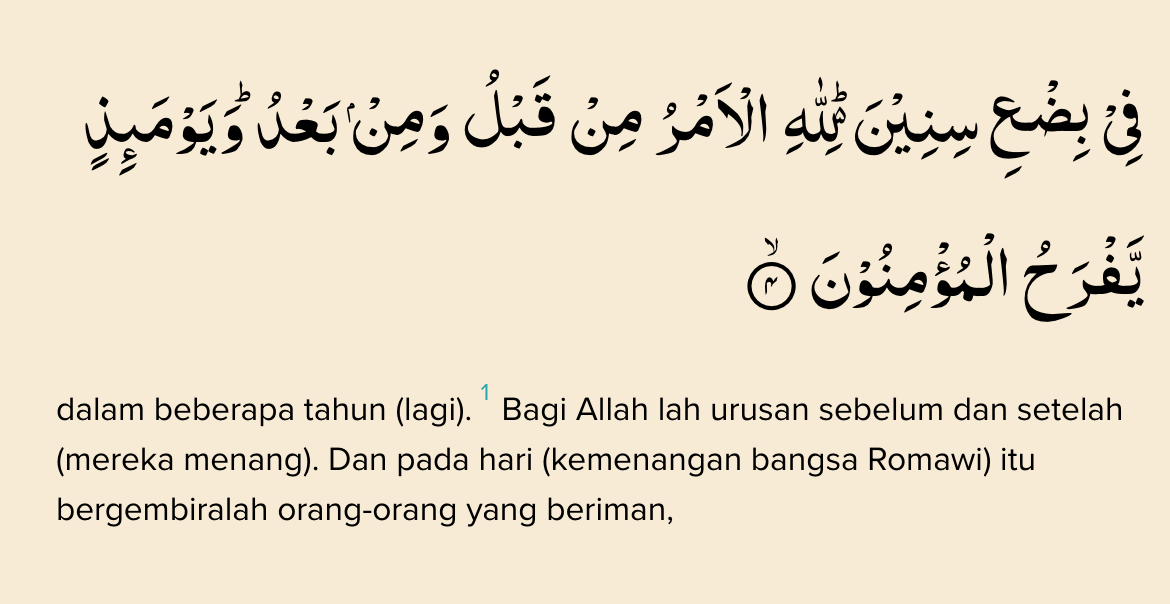 فِيْ بِضْعِ سِنِيْنَ ؕ لِلّٰهِ الْاَمْرُ مِنْ قَبْلُ وَمِنْۢ بَعْدُ ؕ وَيَوْمَىِٕذٍ
يَّفْرَحُ الْمُؤْمِنُوْنَ ۙ ٤
dalam beberapa tahun (lagi). 1 Bagi Allah lah urusan sebelum dan setelah
(mereka menang). Dan pada hari (kemenangan bangsa Romawi) itu
bergembiralah orang-orang yang beriman,